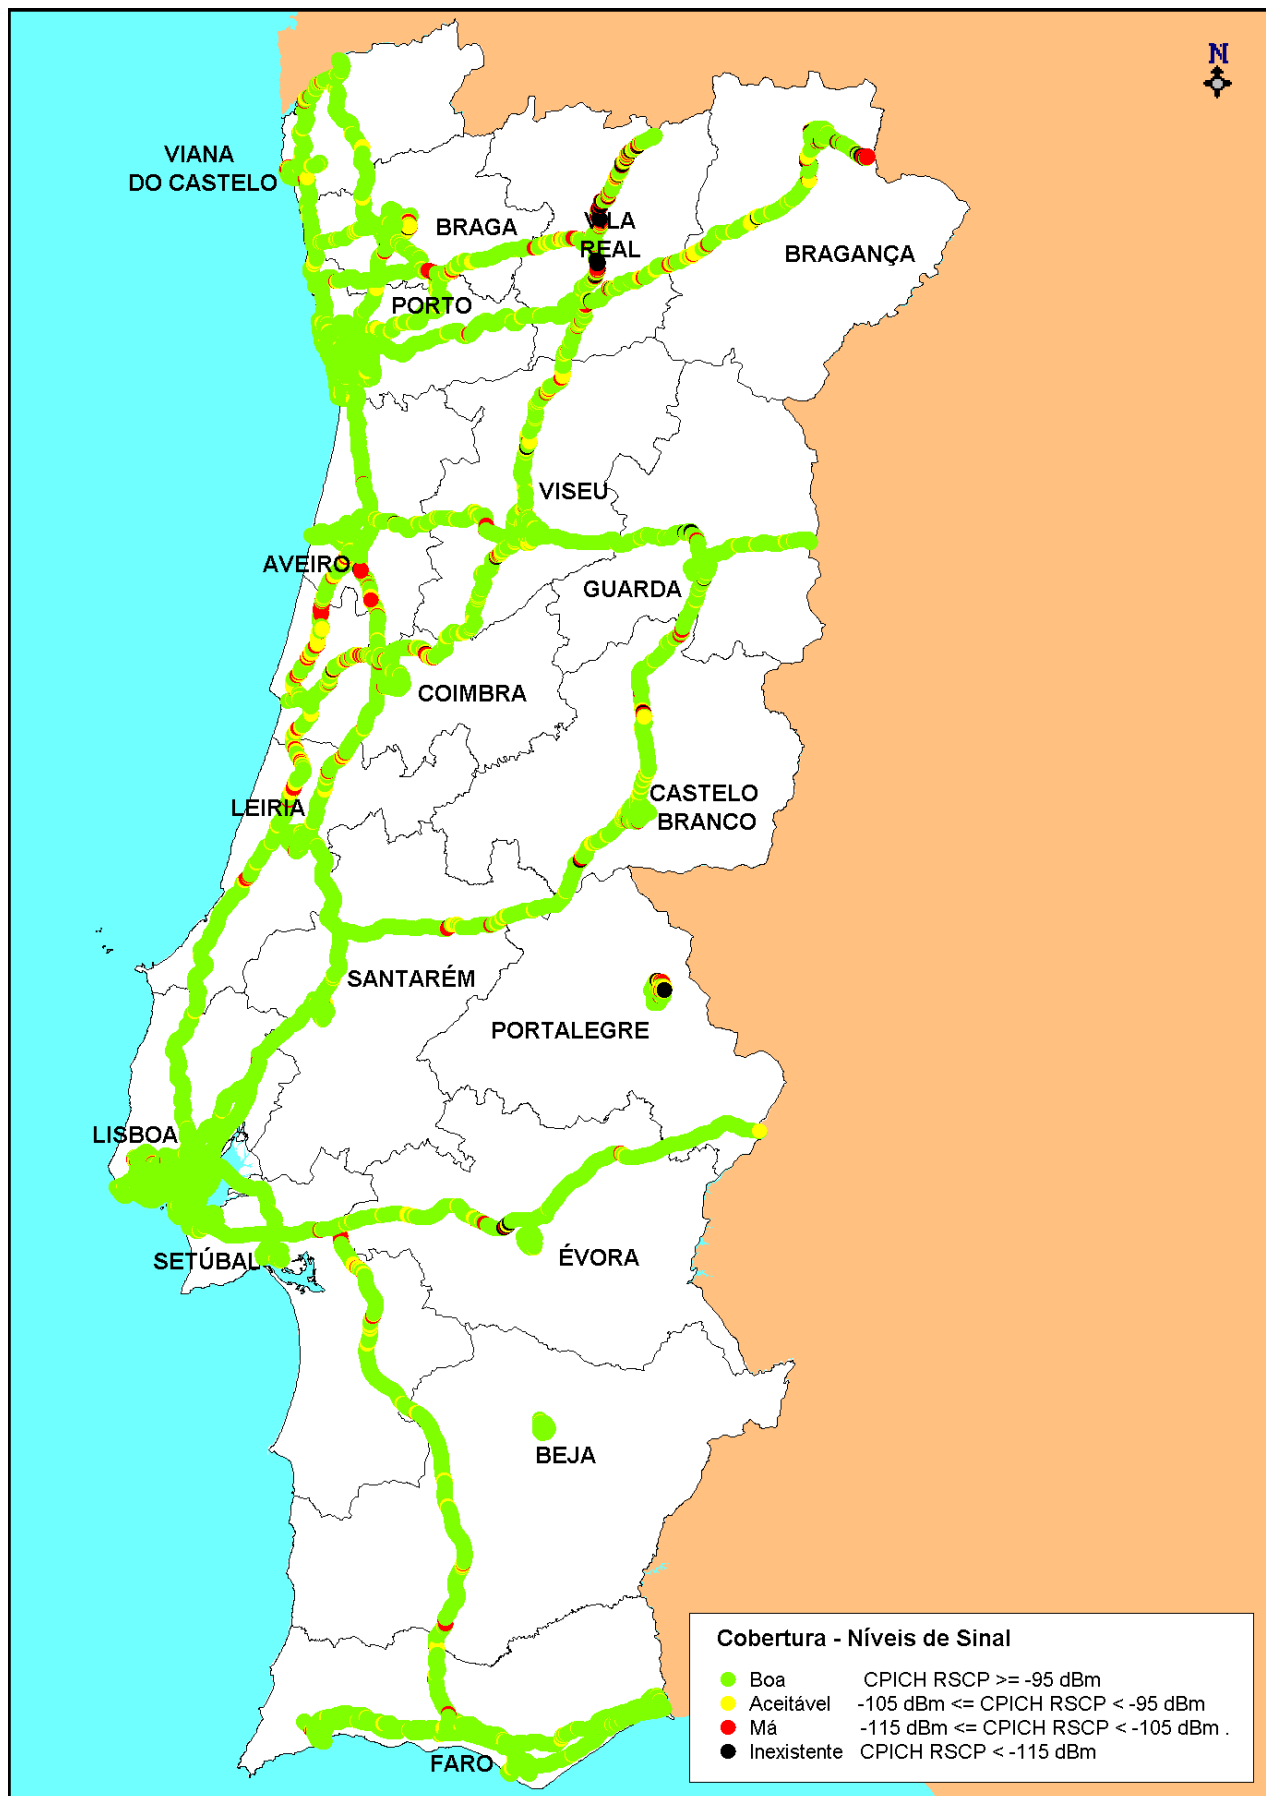 N
VIANA
DO CASTELO
BRAGA
VILA
REAL
BRAGANÇA
PORTO
VISEU
AVEIRO
GUARDA
COIMBRA
LEIRIA
CASTELO
BRANCO
SANTARÉM
PORTALEGRE
LISBOA
SETÚBAL
ÉVORA
BEJA
FARO
Cobertura - Níveis de Sinal
Boa CPICH RSCP >= -95 dBm
Aceitável -105 dBm <= CPICH RSCP < -95 dBm
Má -115 dBm <= CPICH RSCP < -105 dBm .
Inexistente CPICH RSCP < -115 dBm